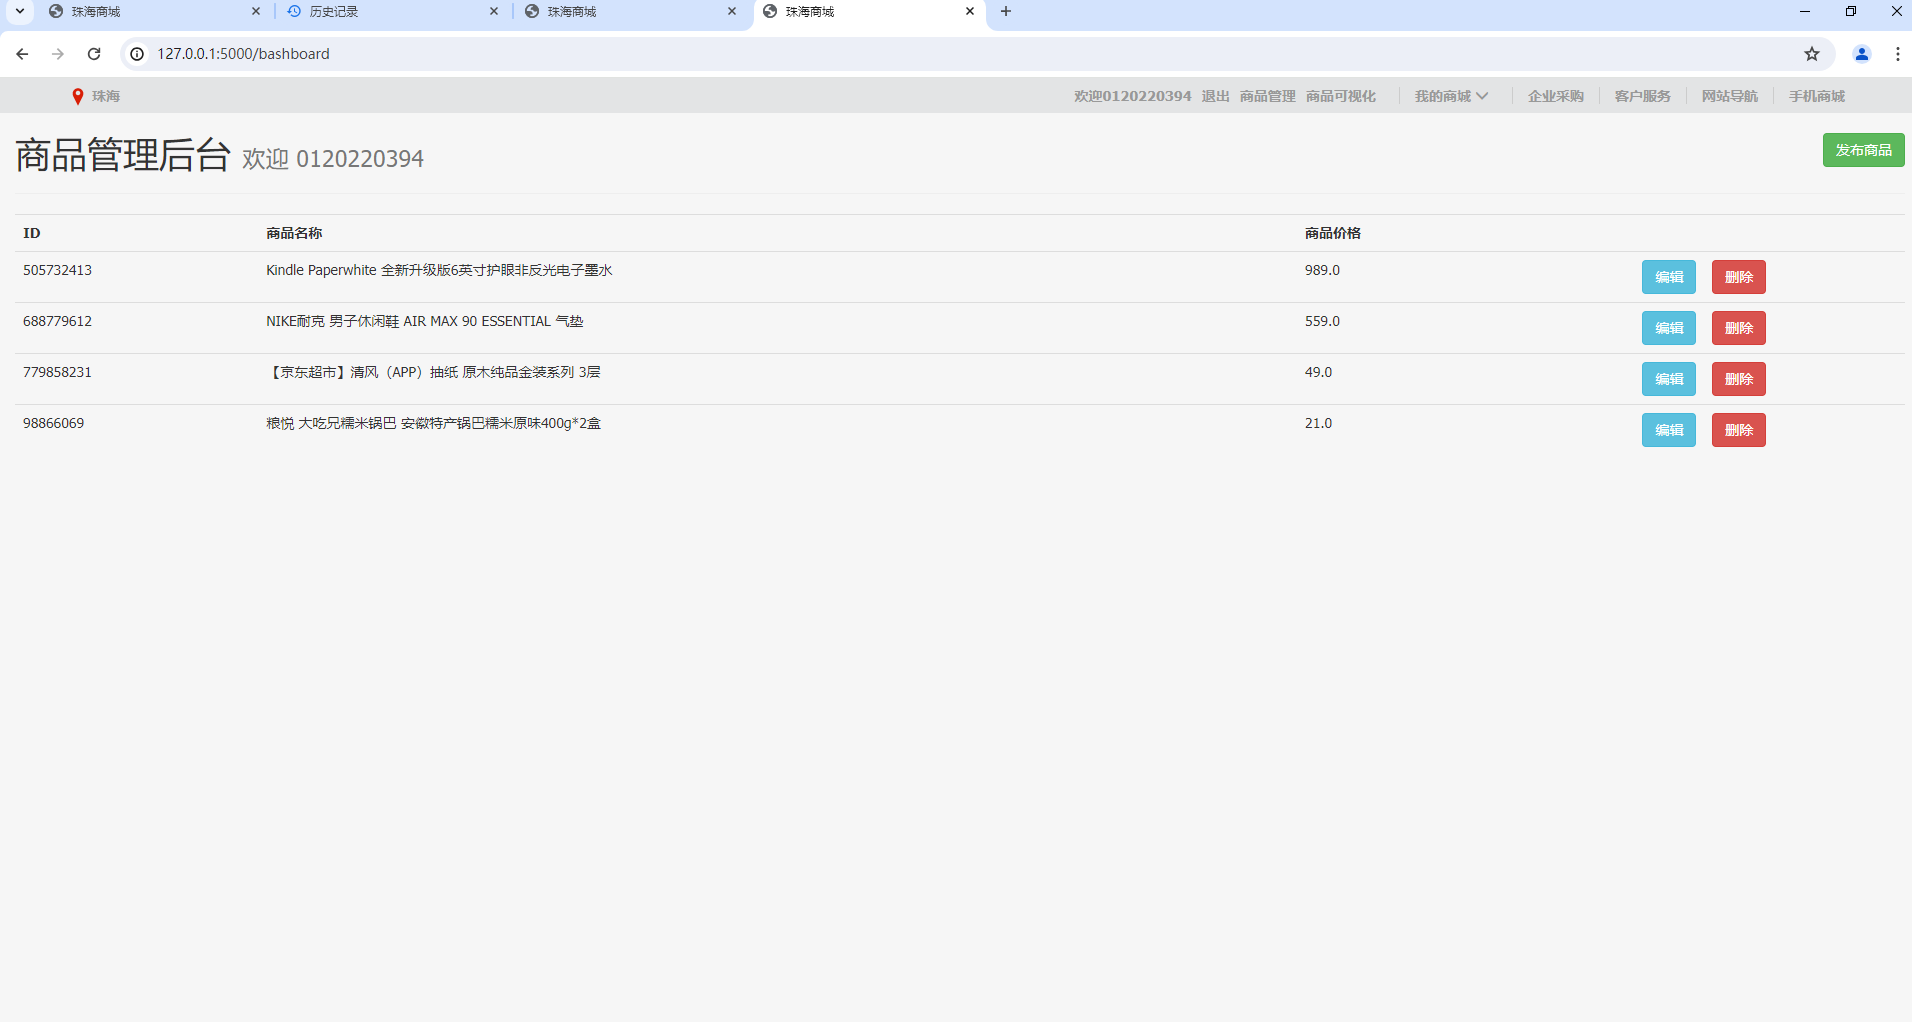 珠海商城 历史记录 珠海商城 珠海商城
127.0.0.1:5000/bashboard
珠海 欢迎0120220394 退出 商品管理 商品可视化 我的商城 企业采购 客户服务 网站导航 手机商城
商品管理后台 欢迎 0120220394 发布商品
ID 商品名称 商品价格
505732413 Kindle Paperwhite 全新升级版6英寸护眼非反光电子墨水 989.0 编辑 删除
688779612 NIKE耐克 男子休闲鞋 AIR MAX 90 ESSENTIAL 气垫 559.0 编辑 删除
779858231 【京东超市】清风（APP）抽纸 原木纯品金装系列 3层 49.0 编辑 删除
98866069 粮悦 大吃兄糯米锅巴 安徽特产锅巴糯米原味400g*2盒 21.0 编辑 删除